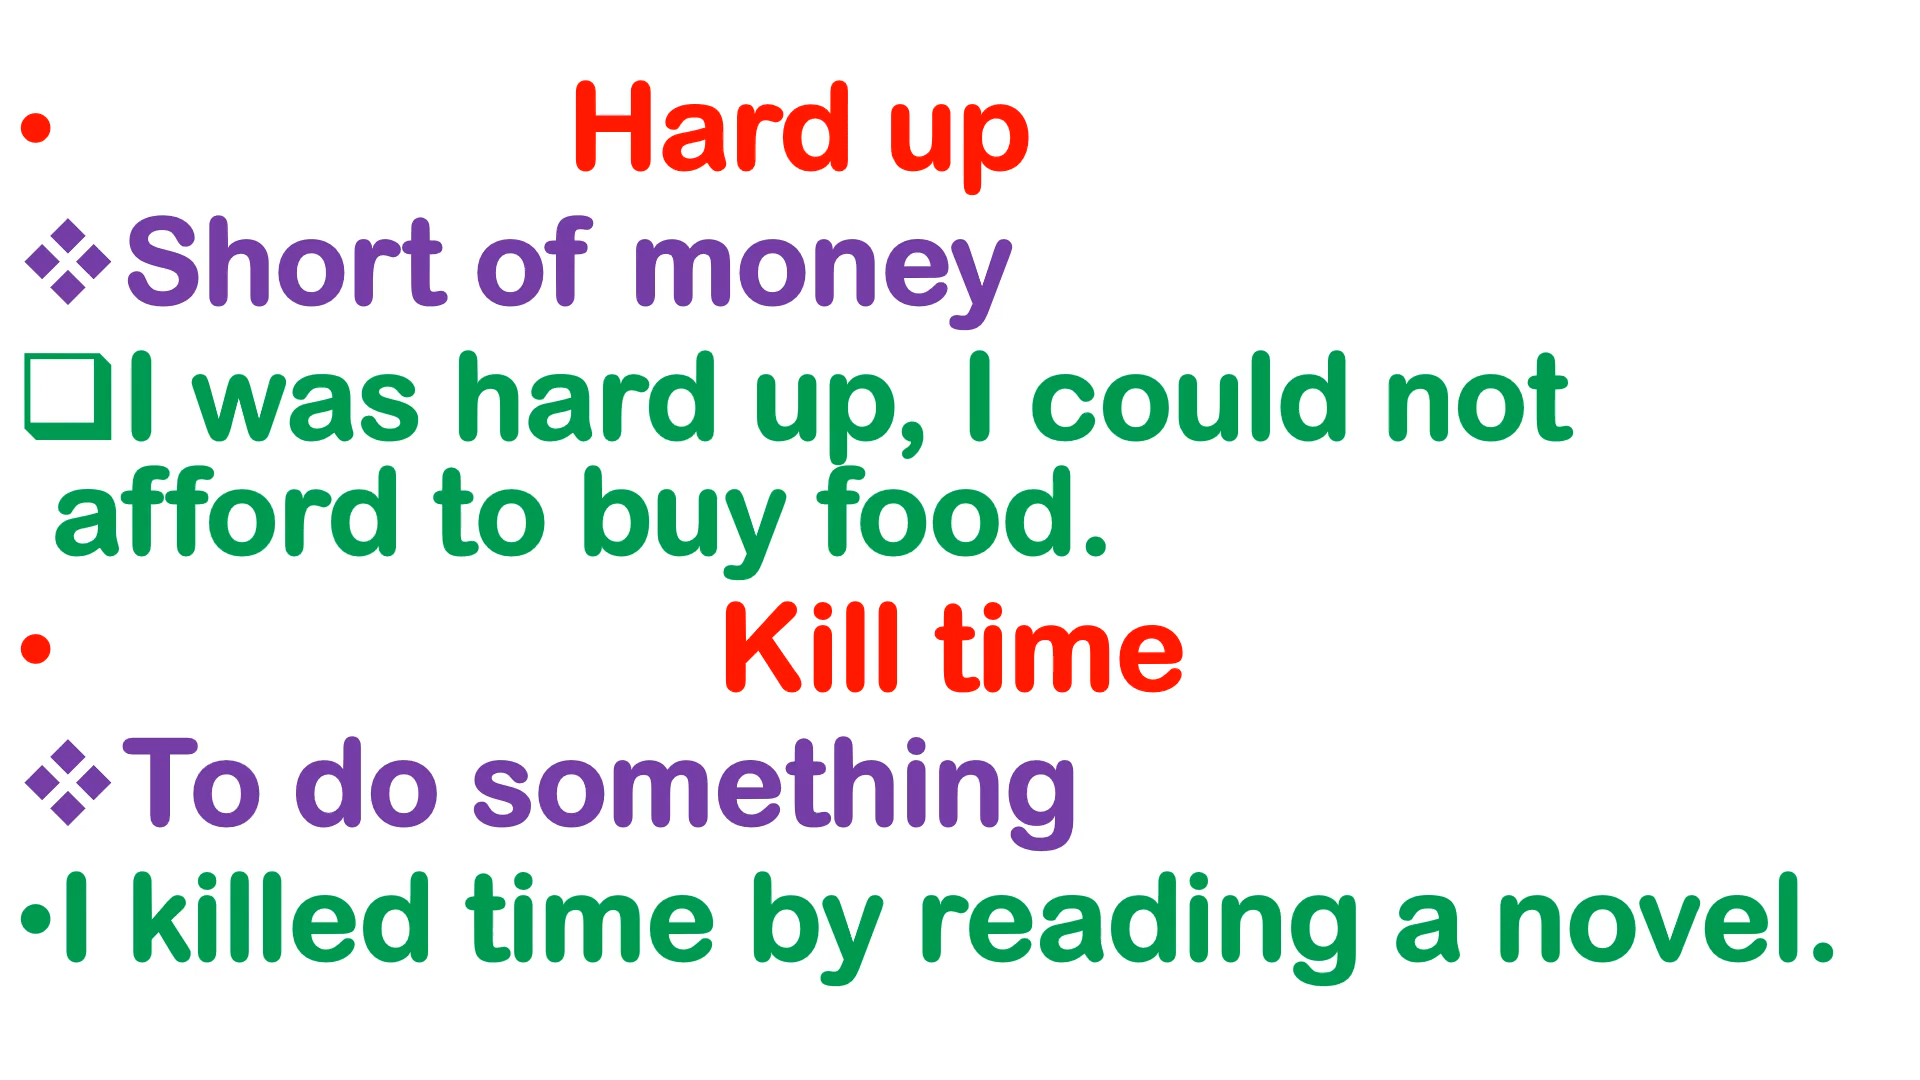 • Hard up
❖Short of money
❑I was hard up, I could not
afford to buy food.
• Kill time
❖To do something
•I killed time by reading a novel.